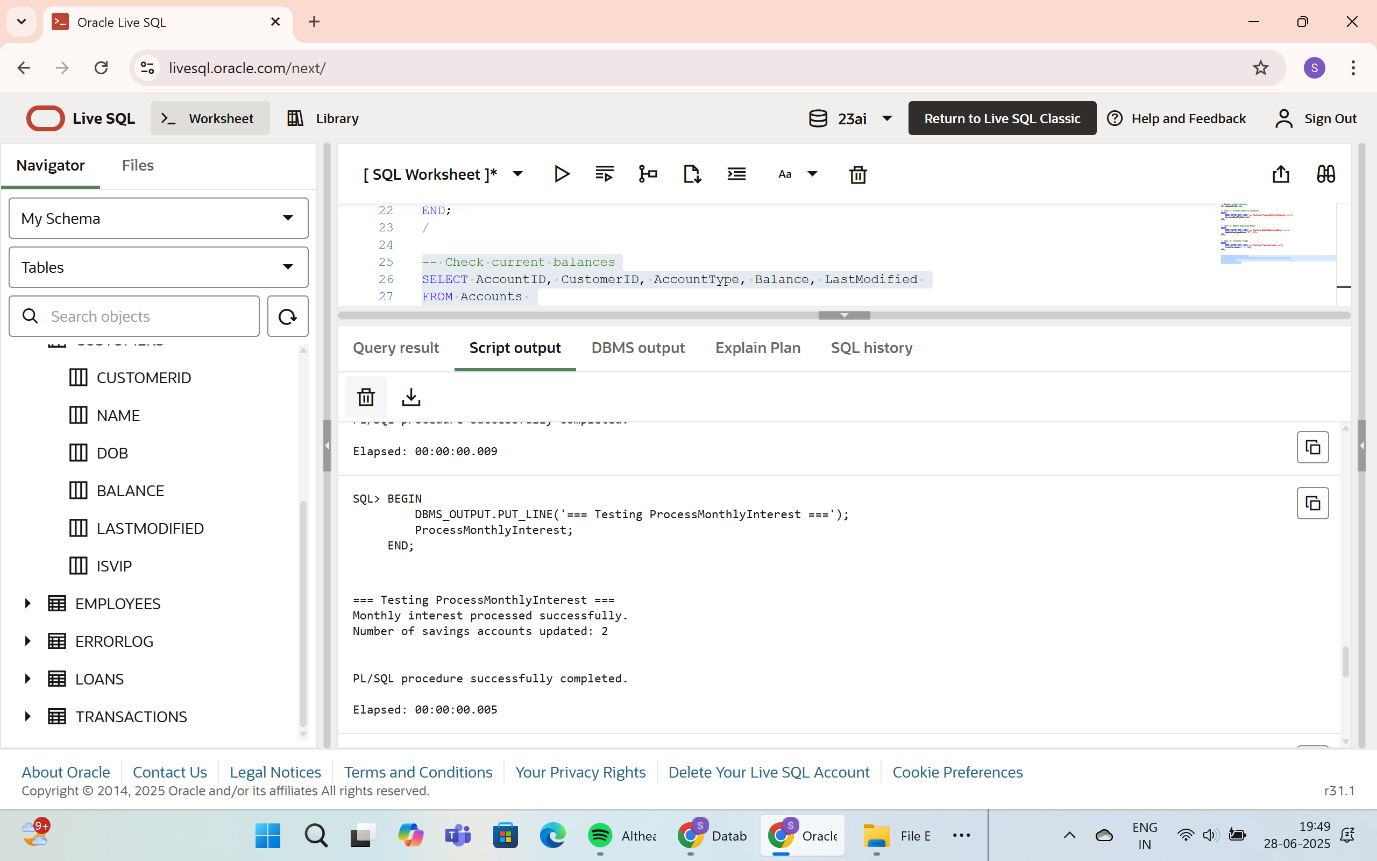 Oracle Live SQL
livesql.oracle.com/next/
S
Live SQL
Worksheet
Library
23ai
Return to Live SQL Classic
Help and Feedback
Sign Out
Navigator
Files
My Schema
Tables
Search objects
CUSTOMERS
CUSTOMERID
NAME
DOB
BALANCE
LASTMODIFIED
ISVIP
EMPLOYEES
ERRORLOG
LOANS
TRANSACTIONS
[ SQL Worksheet ]*
Aa
22 END;
23 /
24
25 -- Check current balances
26 SELECT AccountID, CustomerID, AccountType, Balance, LastModified
27 FROM Accounts
Query result
Script output
DBMS output
Explain Plan
SQL history
PL/SQL procedure successfully completed.
Elapsed: 00:00:00.009
SQL> BEGIN
DBMS_OUTPUT.PUT_LINE('=== Testing ProcessMonthlyInterest ===');
ProcessMonthlyInterest;
END;
=== Testing ProcessMonthlyInterest ===
Monthly interest processed successfully.
Number of savings accounts updated: 2
PL/SQL procedure successfully completed.
Elapsed: 00:00:00.005
About Oracle
Contact Us
Legal Notices
Terms and Conditions
Your Privacy Rights
Delete Your Live SQL Account
Cookie Preferences
Copyright © 2014, 2025 Oracle and/or its affiliates All rights reserved.
r31.1
9+
Althea
S
Datab
S
Oracle
File E
ENG
IN
19:49
28-06-2025